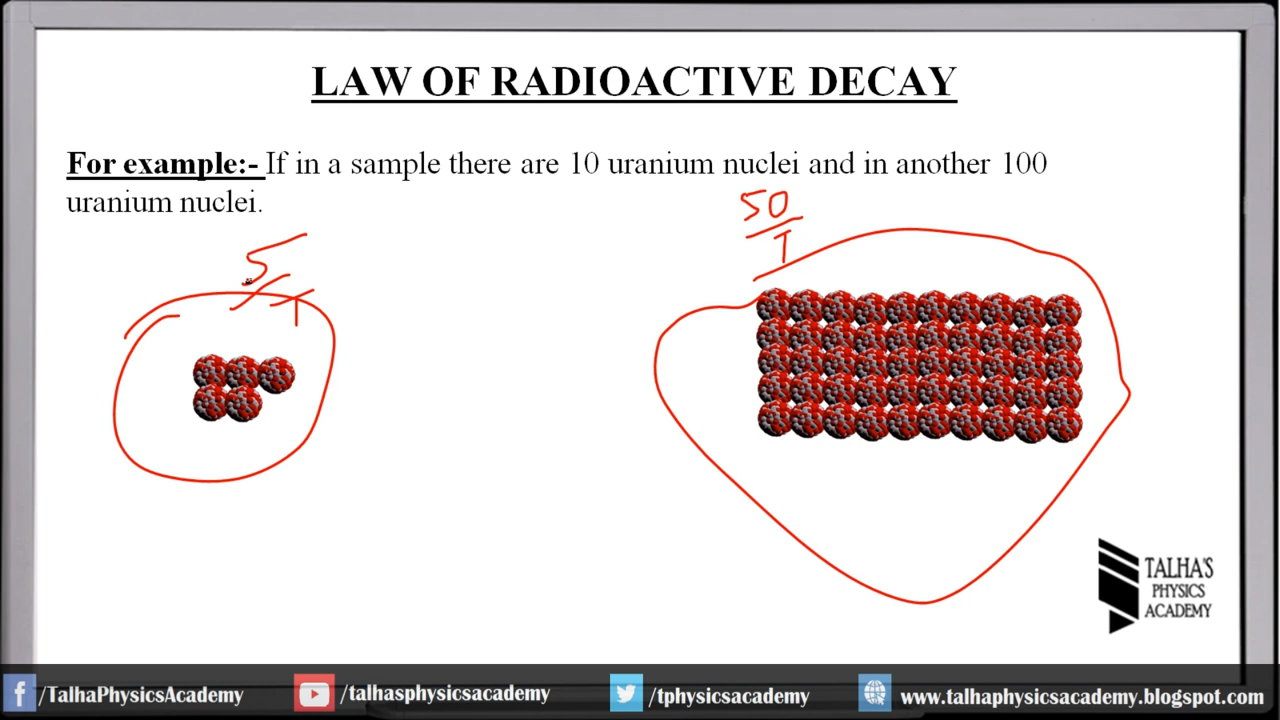 LAW OF RADIOACTIVE DECAY
For example:- If in a sample there are 10 uranium nuclei and in another 100
uranium nuclei.
50
T
5
T
TALHA'S
PHYSICS
ACADEMY
/TalhaPhysicsAcademy
/talhasphysicsacademy
/tphysicsacademy
www.talhaphysicsacademy.blogspot.com